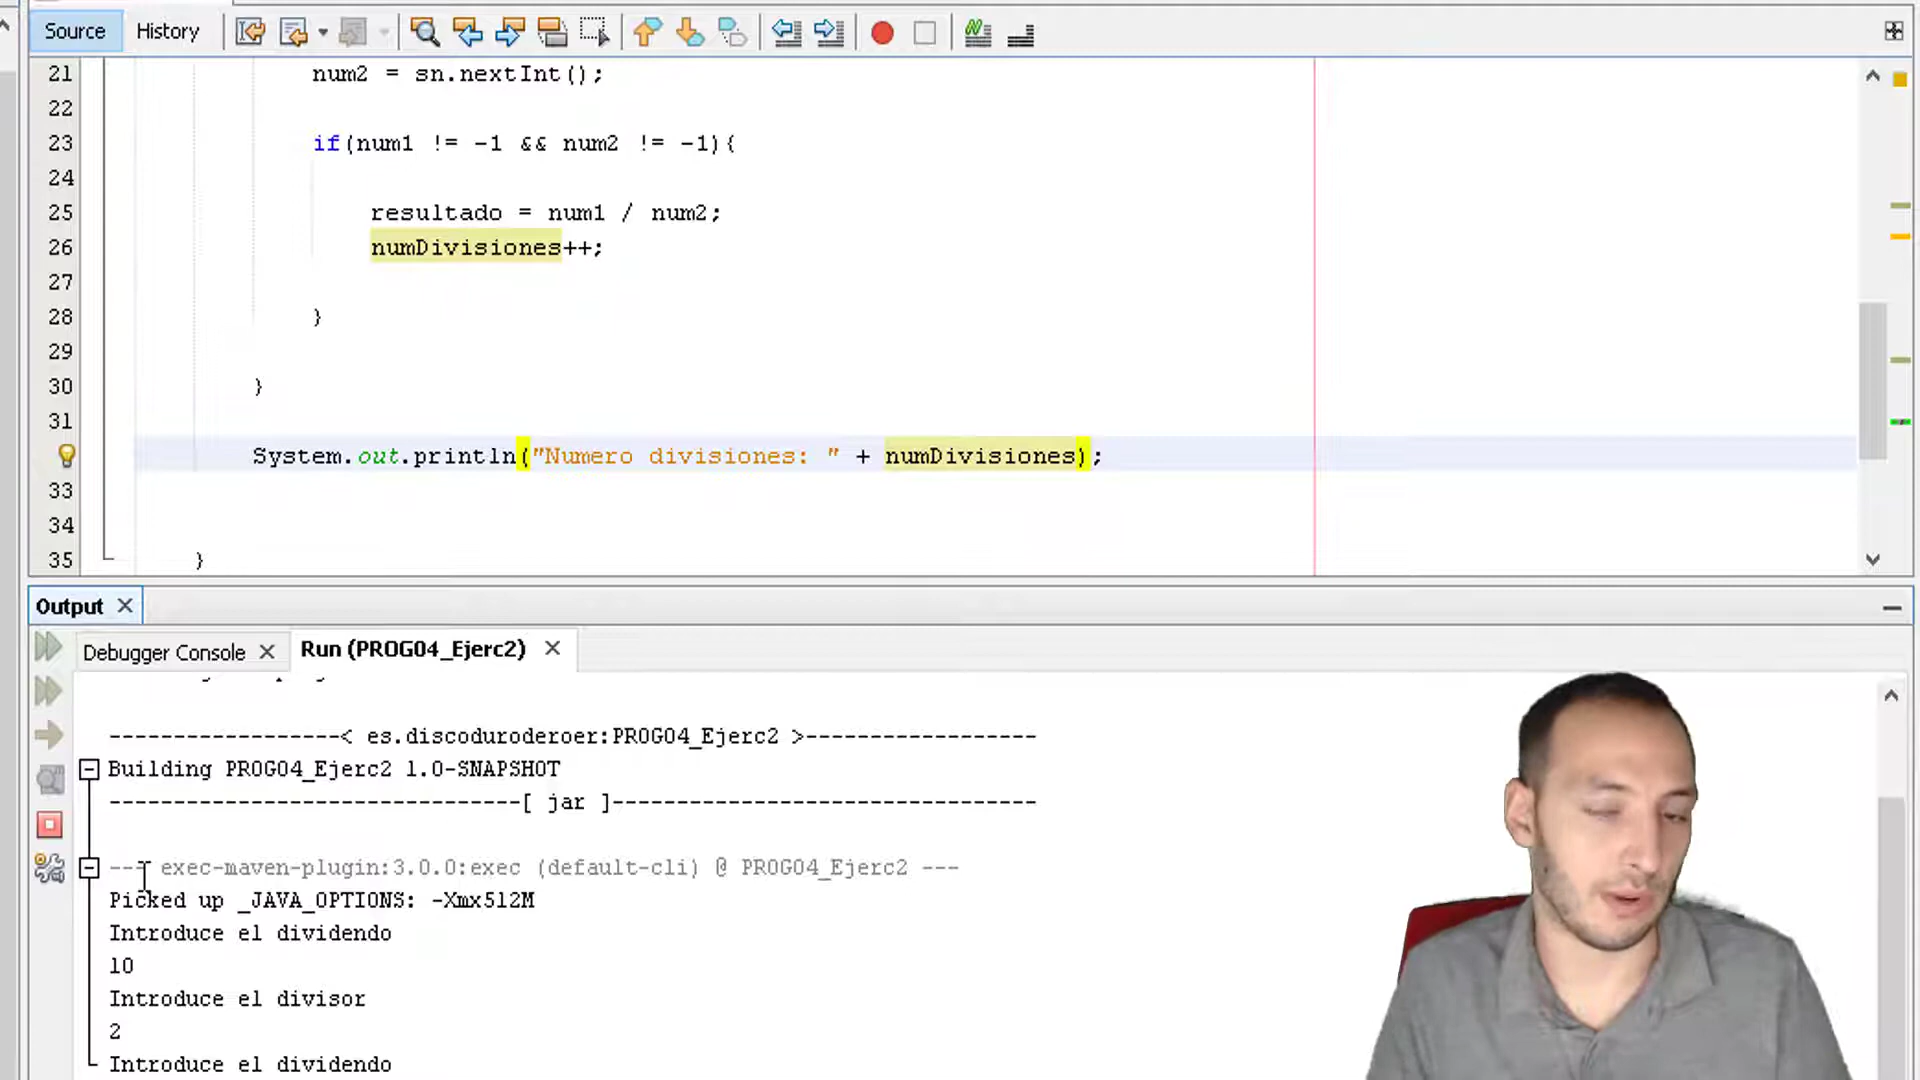 Source History
21 num2 = sn.nextInt();
22
23 if(num1 != -1 && num2 != -1){
24
25 resultado = num1 / num2;
26 numDivisiones++;
27
28 }
29
30 }
31
System.out.println("Numero divisiones: " + numDivisiones);
33
34
35 }
Output
Debugger Console Run (PROG04_Ejerc2)
------------------< es.discoduroderoer:PROG04_Ejerc2 >------------------
Building PROG04_Ejerc2 1.0-SNAPSHOT
--------------------------------[ jar ]---------------------------------
--- exec-maven-plugin:3.0.0:exec (default-cli) @ PROG04_Ejerc2 ---
Picked up _JAVA_OPTIONS: -Xmx512M
Introduce el dividendo
10
Introduce el divisor
2
Introduce el dividendo